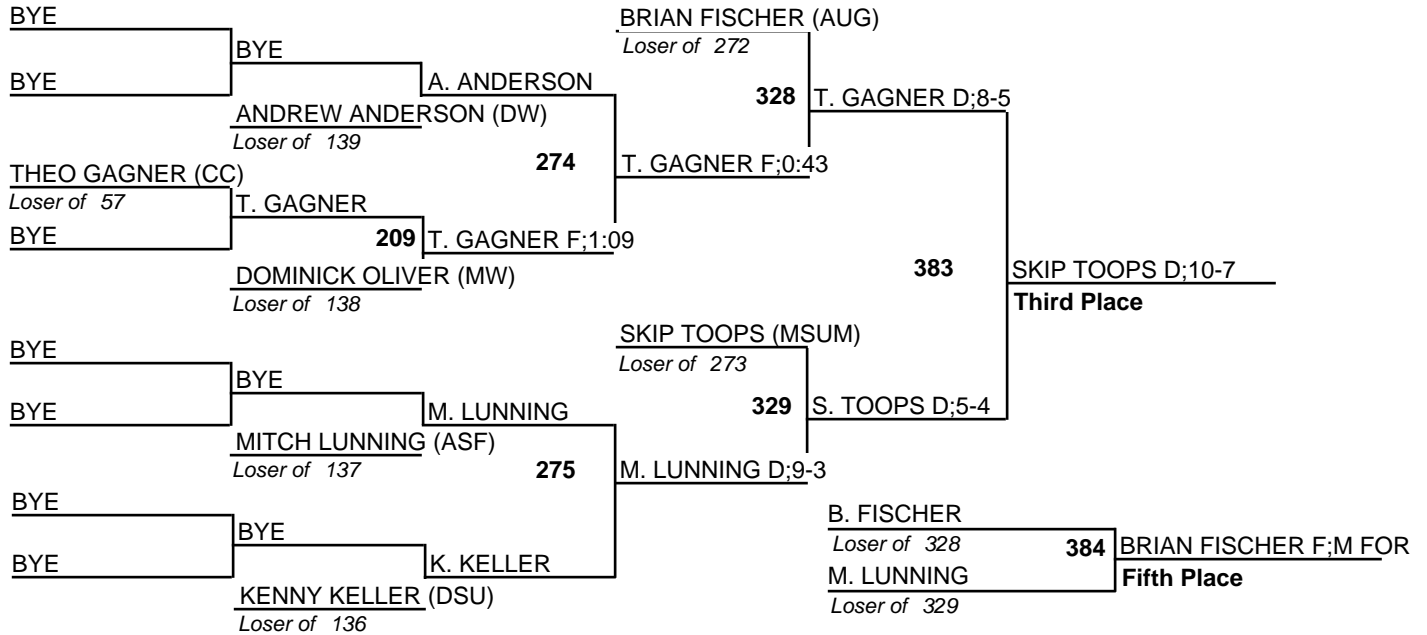 BYE
BRIAN FISCHER (AUG)
Loser of 272
BYE
BYE
A. ANDERSON
328 T. GAGNER D;8-5
ANDREW ANDERSON (DW)
Loser of 139
274
T. GAGNER F;0:43
THEO GAGNER (CC)
Loser of 57
T. GAGNER
BYE
209 T. GAGNER F;1:09
383
SKIP TOOPS D;10-7
Third Place
DOMINICK OLIVER (MW)
Loser of 138
SKIP TOOPS (MSUM)
Loser of 273
BYE
BYE
BYE
M. LUNNING
329 S. TOOPS D;5-4
MITCH LUNNING (ASF)
Loser of 137
275
M. LUNNING D;9-3
BYE
BYE
B. FISCHER
Loser of 328
384 BRIAN FISCHER F;M FOR
Fifth Place
BYE
K. KELLER
M. LUNNING
Loser of 329
KENNY KELLER (DSU)
Loser of 136